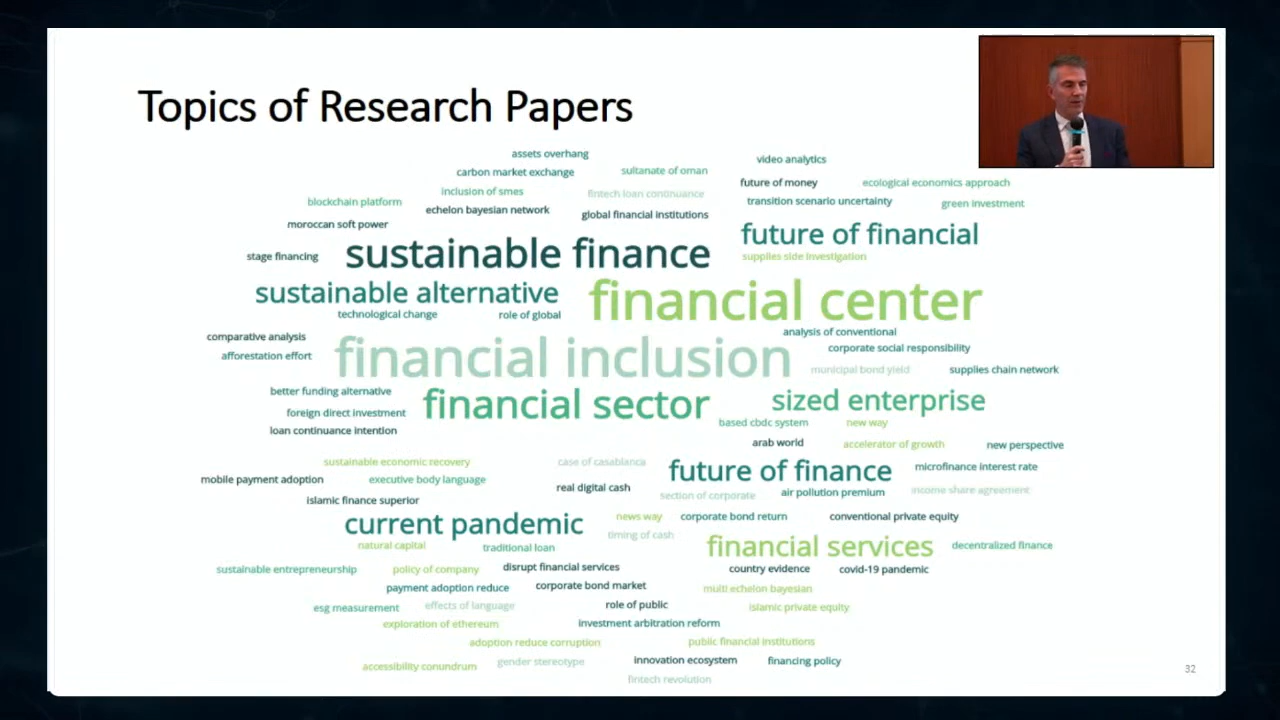 Topics of Research Papers
assets overhang
video analytics
carbon market exchange
sultanate of oman
future of money
ecological economics approach
inclusion of smes
fintech loan continuance
blockchain platform
transition scenario uncertainty
green investment
echelon bayesian network
global financial institutions
moroccan soft power
future of financial
sustainable finance
stage financing
supplies side investigation
sustainable alternative
financial center
technological change
role of global
analysis of conventional
comparative analysis
corporate social responsibility
afforestation effort
financial inclusion
municipal bond yield
supplies chain network
better funding alternative
financial sector
sized enterprise
foreign direct investment
based cbdc system
new way
loan continuance intention
arab world
accelerator of growth
new perspective
sustainable economic recovery
case of casablanca
future of finance
microfinance interest rate
mobile payment adoption
executive body language
real digital cash
section of corporate
air pollution premium
income share agreement
islamic finance superior
current pandemic
news way
corporate bond return
conventional private equity
timing of cash
natural capital
traditional loan
financial services
decentralized finance
sustainable entrepreneurship
policy of company
disrupt financial services
country evidence
covid-19 pandemic
payment adoption reduce
corporate bond market
multi echelon bayesian
esg measurement
effects of language
role of public
islamic private equity
exploration of ethereum
investment arbitration reform
adoption reduce corruption
public financial institutions
accessibility conundrum
gender stereotype
innovation ecosystem
financing policy
fintech revolution
32